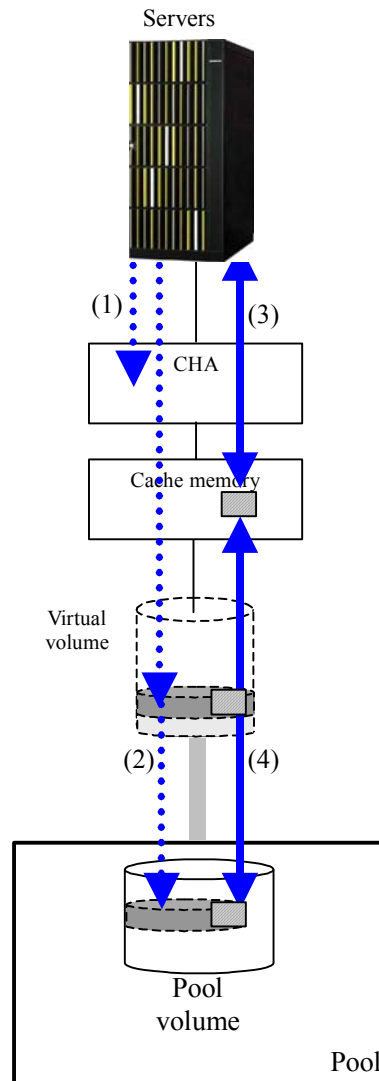 Servers
(1)
(3)
CHA
Cache memory
Virtual
volume
(2)
(4)
Pool
volume
Pool